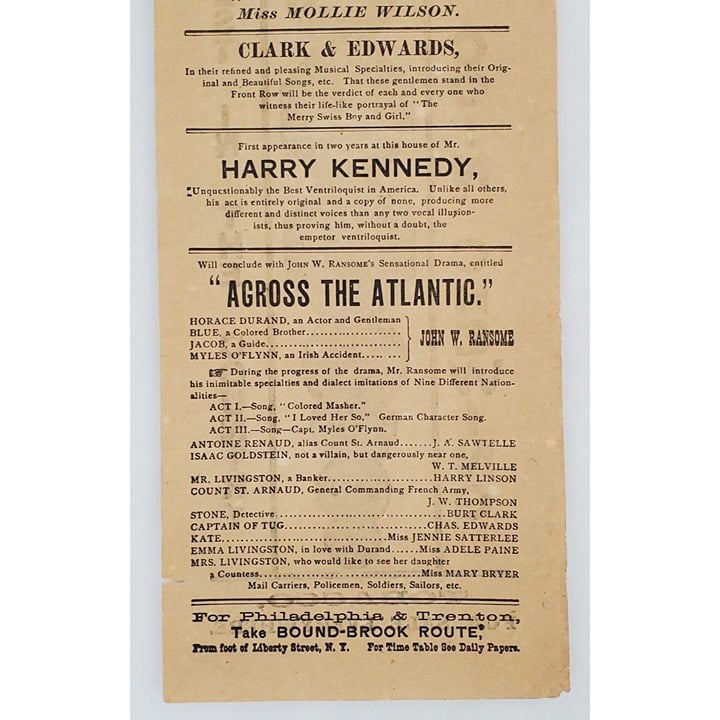 Miss MOLLIE WILSON.
CLARK & EDWARDS,
In their refined and pleasing Musical Specialties, introducing their Orig-
inal and Beautiful Songs, etc. That these gentlemen stand in the
Front Row will be the verdict of each and every one who
witness their life-like portrayal of "The
Merry Swiss Boy and Girl."
First appearance in two years at this house of Mr.
HARRY KENNEDY,
Unquestionably the Best Ventriloquist in America. Unlike all others,
his act is entirely original and a copy of none, producing more
different and distinct voices than any two vocal illusion-
ists, thus proving him, without a doubt, the
empetor ventriloquist.
Will conclude with JOHN W. RANSOME'S Sensational Drama, entitled
"AGROSS THE ATLANTIC."
HORACE DURAND, an Actor and Gentleman
BLUE, a Colored Brother....................
JACOB, a Guide............................
MYLES O'FLYNN, an Irish Accident........
JOHN W. RANSOME
☞ During the progress of the drama, Mr. Ransome will introduce
his inimitable specialties and dialect imitations of Nine Different Nation-
alities—
ACT I.—Song, "Colored Masher."
ACT II.—Song, "I Loved Her So." German Character Song.
ACT III.—Song—Capt. Myles O'Flynn.
ANTOINE RENAUD, alias Count St. Arnaud.......J. A. SAWTELLE
ISAAC GOLDSTEIN, not a villain, but dangerously near one,
W. T. MELVILLE
MR. LIVINGSTON, a Banker.......................HARRY LINSON
COUNT ST. ARNAUD, General Commanding French Army,
J. W. THOMPSON
STONE, Detective.....................................BURT CLARK
CAPTAIN OF TUG...............................CHAS. EDWARDS
KATE....................................Miss JENNIE SATTERLEE
EMMA LIVINGSTON, in love with Durand......Miss ADELE PAINE
MRS. LIVINGSTON, who would like to see her daughter
a Countess...................................Miss MARY BRYER
Mail Carriers, Policemen, Soldiers, Sailors, etc.
For Philadelphia & Trenton,
Take BOUND-BROOK ROUTE,
From foot of Liberty Street, N. Y. For Time Table See Daily Papers.